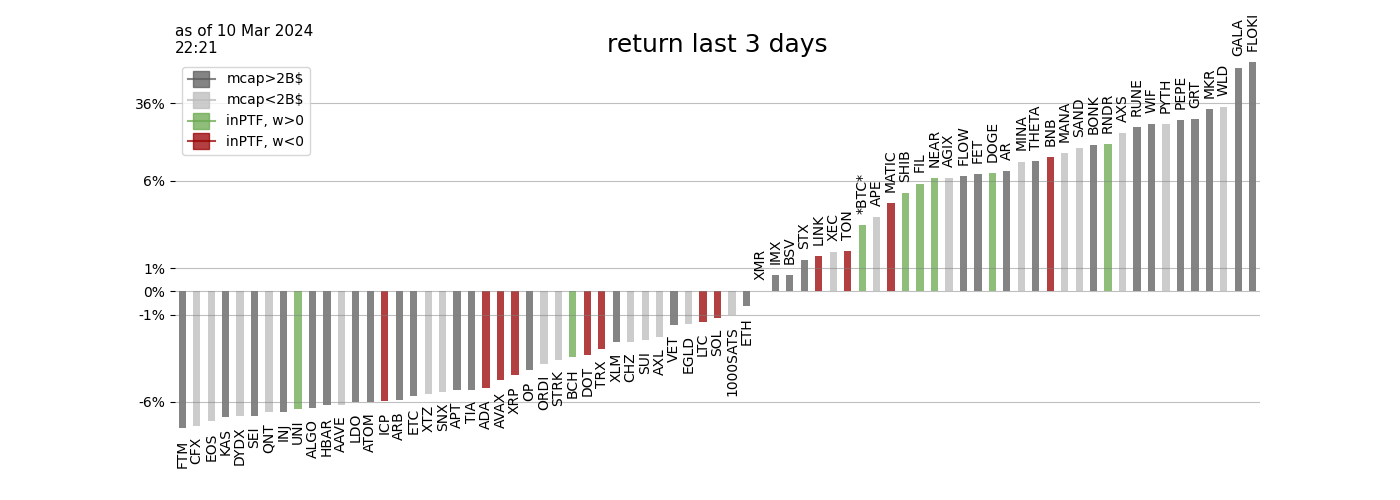 as of 10 Mar 2024
22:21
return last 3 days
mcap>2B$
mcap<2B$
inPTF, w>0
inPTF, w<0
36%
6%
1%
0%
-1%
-6%
FTM
CFX
EOS
KAS
DYDX
SEI
QNT
INJ
UNI
ALGO
HBAR
AAVE
LDO
ATOM
ICP
ARB
ETC
XTZ
SNX
APT
TIA
ADA
AVAX
XRP
OP
ORDI
STRK
BCH
DOT
TRX
XLM
CHZ
SUI
AXL
VET
EGLD
LTC
SOL
1000SATS
ETH
XMR
IMX
BSV
STX
LINK
XEC
TON
*BTC*
APE
MATIC
SHIB
FIL
NEAR
AGIX
FLOW
FET
DOGE
AR
MINA
THETA
BNB
MANA
SAND
BONK
RNDR
AXS
RUNE
WIF
PYTH
PEPE
GRT
MKR
WLD
GALA
FLOKI